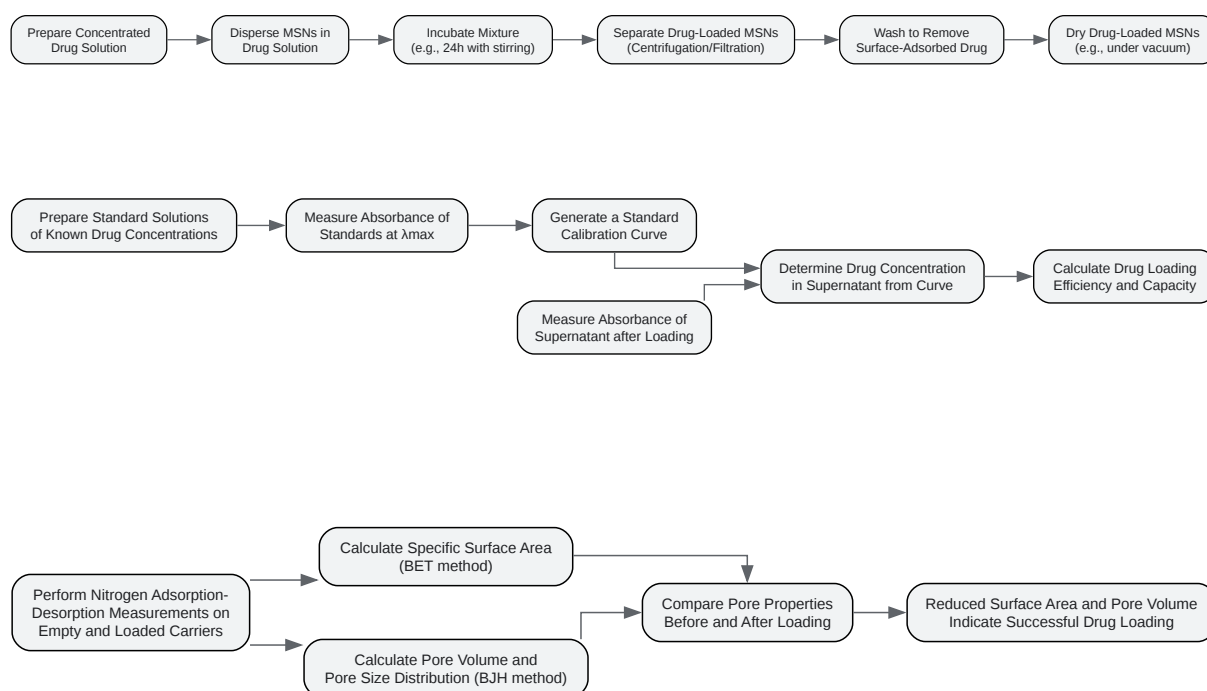 Prepare Concentrated
Drug Solution
Disperse MSNs in
Drug Solution
Incubate Mixture
(e.g., 24h with stirring)
Separate Drug-Loaded MSNs
(Centrifugation/Filtration)
Wash to Remove
Surface-Adsorbed Drug
Dry Drug-Loaded MSNs
(e.g., under vacuum)
Prepare Standard Solutions
of Known Drug Concentrations
Measure Absorbance of
Standards at λmax
Generate a Standard
Calibration Curve
Measure Absorbance of
Supernatant after Loading
Determine Drug Concentration
in Supernatant from Curve
Calculate Drug Loading
Efficiency and Capacity
Perform Nitrogen Adsorption-
Desorption Measurements on
Empty and Loaded Carriers
Calculate Specific Surface Area
(BET method)
Calculate Pore Volume and
Pore Size Distribution (BJH method)
Compare Pore Properties
Before and After Loading
Reduced Surface Area and Pore Volume
Indicate Successful Drug Loading